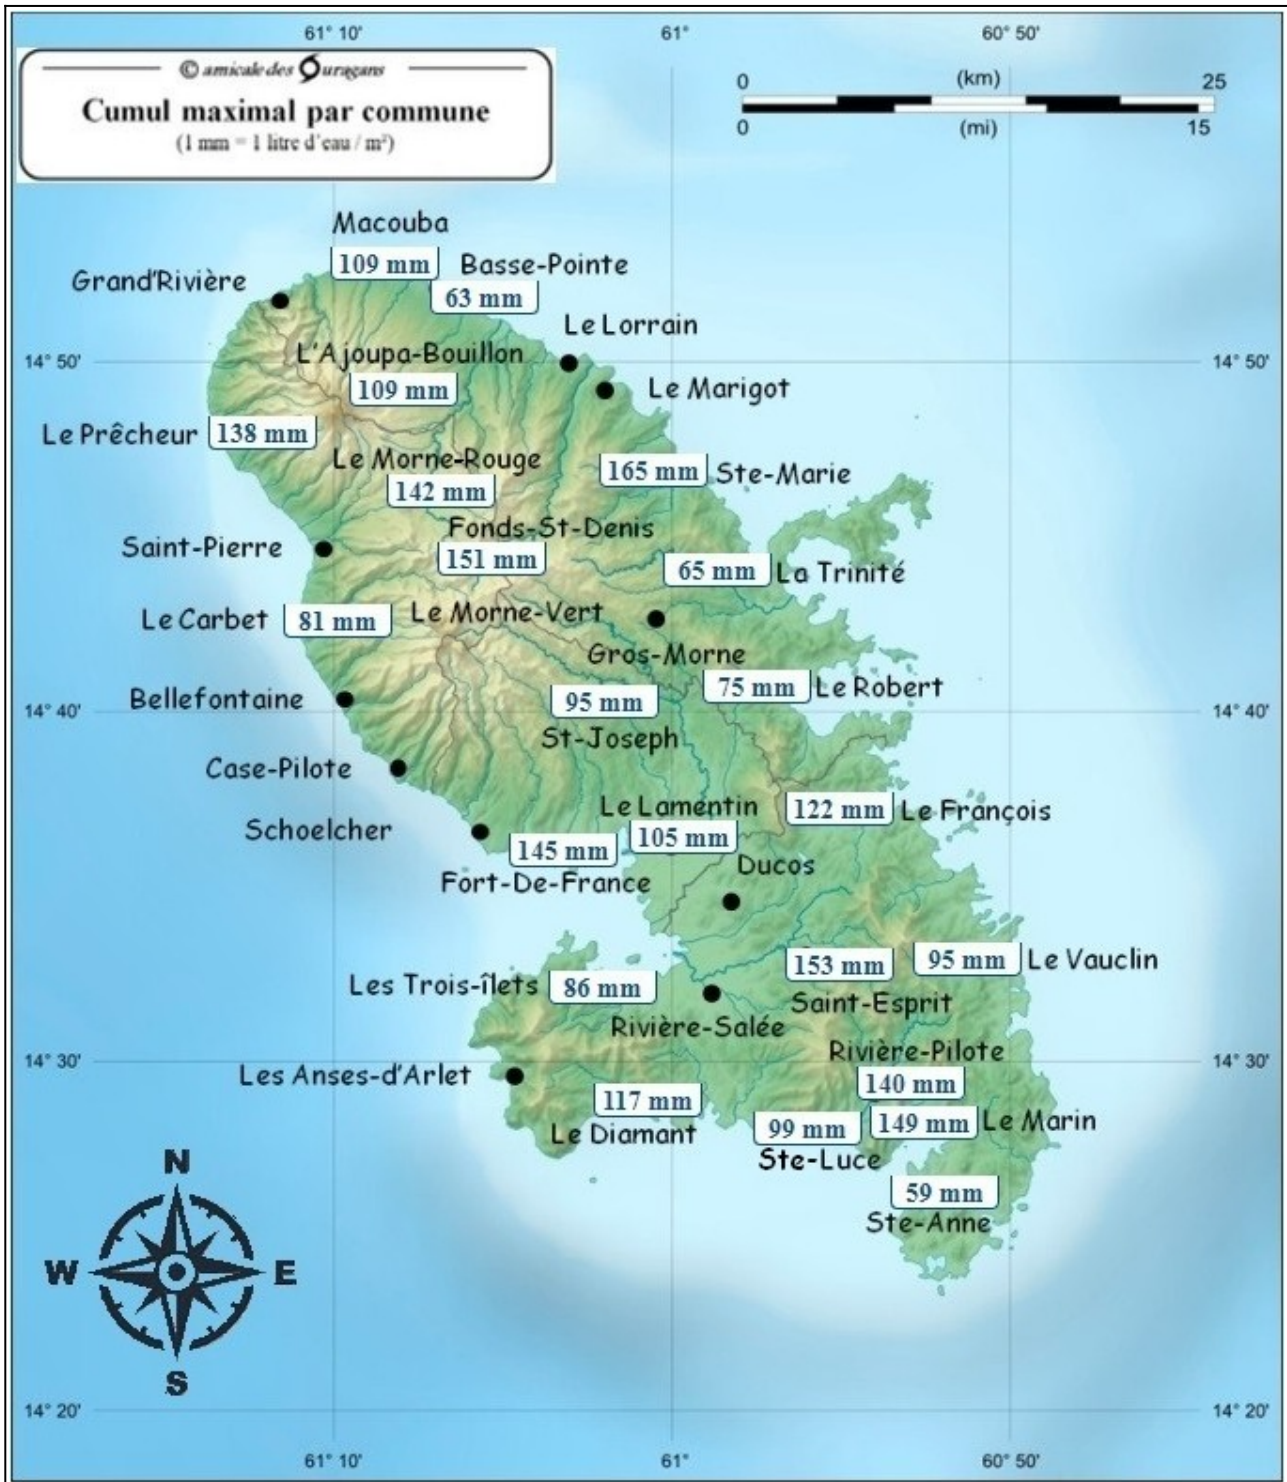 61° 10'
61°
60° 50'
© amicale des Ouragans
Cumul maximal par commune
(1 mm = 1 litre d'eau / m²)
0 (km) 25
0 (mi) 15
Macouba
109 mm
Basse-Pointe
63 mm
Grand'Rivière
Le Lorrain
14° 50'
L'Ajoupa-Bouillon
14° 50'
109 mm
Le Marigot
Le Prêcheur
138 mm
Le Morne-Rouge
142 mm
165 mm
Ste-Marie
Fonds-St-Denis
151 mm
Saint-Pierre
65 mm
La Trinité
Le Carbet
81 mm
Le Morne-Vert
Gros-Morne
75 mm
Le Robert
Bellefontaine
95 mm
St-Joseph
14° 40'
14° 40'
Case-Pilote
Le Lamentin
105 mm
122 mm
Le François
Schoelcher
145 mm
Fort-De-France
Ducos
153 mm
Saint-Esprit
95 mm
Le Vauclin
Les Trois-îlets
86 mm
Rivière-Salée
Rivière-Pilote
140 mm
14° 30'
14° 30'
Les Anses-d'Arlet
117 mm
Le Diamant
99 mm
Ste-Luce
149 mm
Le Marin
59 mm
Ste-Anne
N
W
E
S
14° 20'
14° 20'
61° 10'
61°
60° 50'